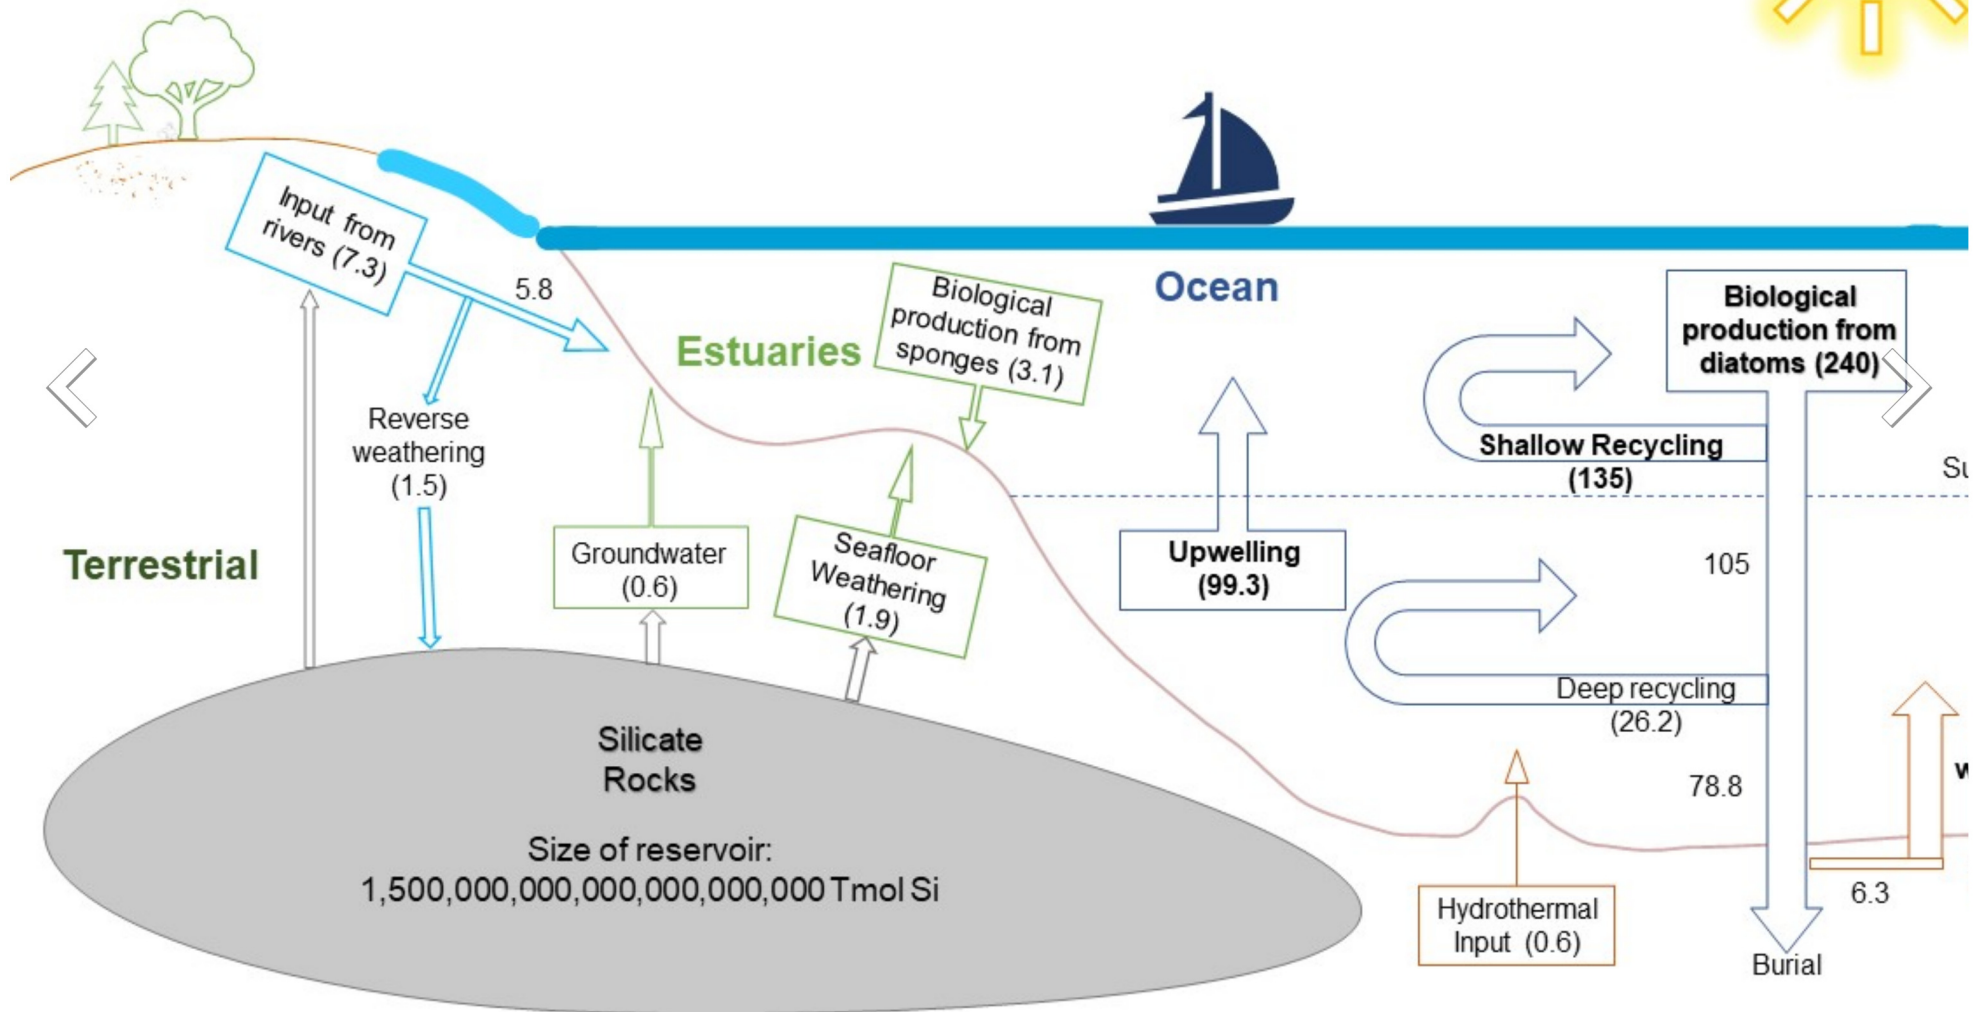 Input from
rivers (7.3)
5.8
Reverse
weathering
(1.5)
Terrestrial
Groundwater
(0.6)
Estuaries
Biological
production from
sponges (3.1)
Seafloor
Weathering
(1.9)
Silicate
Rocks
Size of reservoir:
1,500,000,000,000,000,000,000 Tmol Si
Ocean
Upwelling
(99.3)
Biological
production from
diatoms (240)
Shallow Recycling
(135)
105
Deep recycling
(26.2)
78.8
Hydrothermal
Input (0.6)
6.3
Burial